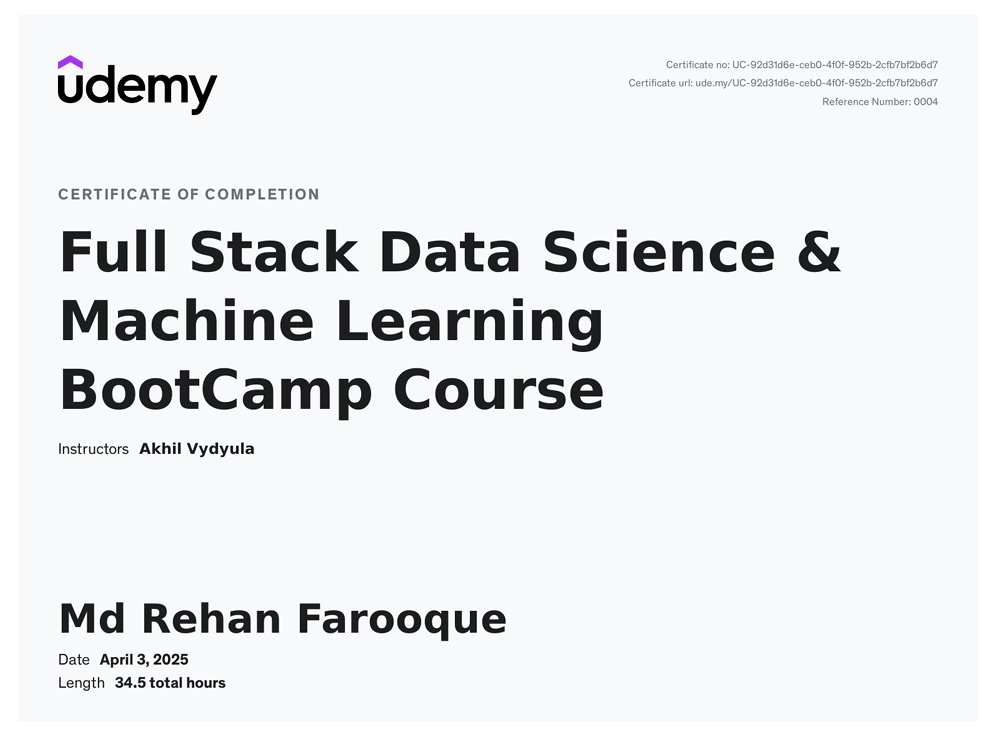 udemy
Certificate no: UC-92d31d6e-ceb0-4f0f-952b-2cfb7bf2b6d7
Certificate url: ude.my/UC-92d31d6e-ceb0-4f0f-952b-2cfb7bf2b6d7
Reference Number: 0004
CERTIFICATE OF COMPLETION
Full Stack Data Science &
Machine Learning
BootCamp Course
Instructors Akhil Vydyula
Md Rehan Farooque
Date April 3, 2025
Length 34.5 total hours